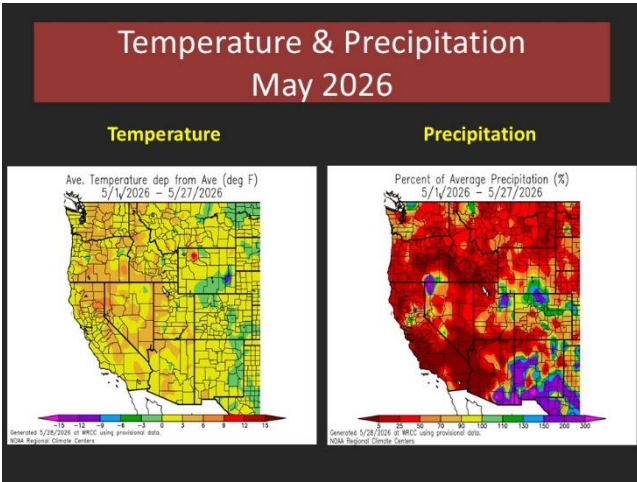 Temperature & Precipitation
May 2026
Temperature
Precipitation
Ave. Temperature dep from Ave (deg F)
5/1/2026 – 5/27/2026
-15 -12 -9 -6 -3 0 3 6 9 12 15
Generated 5/28/2026 at WRCC using provisional data.
NOAA Regional Climate Centers
Percent of Average Precipitation (%)
5/1/2026 – 5/27/2026
5 25 50 70 90 100 110 130 150 200 300
Generated 5/28/2026 at WRCC using provisional data.
NOAA Regional Climate Centers